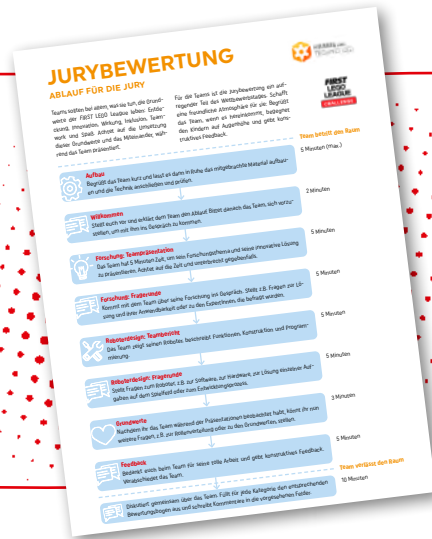 JURYBEWERTUNG
ABLAUF FÜR DIE JURY
Teams sollten bei allem, was sie tun, die Grund-
werte der FIRST LEGO League leben: Entde-
ckung, Innovation, Wirkung, Inklusion, Team-
work und Spaß. Achtet auf die Umsetzung
dieser Grundwerte und das Miteinander, wäh-
rend das Team präsentiert.
Für die Teams ist die Jurybewertung ein auf-
regender Teil des Wettbewerbstages. Schafft
eine freundliche Atmosphäre für sie: Begrüßt
das Team, wenn es hereinkommt, begegnet
den Kindern auf Augenhöhe und gebt kons-
truktives Feedback.
HANDS on
TECHNOLOGY
FIRST
LEGO
LEAGUE
CHALLENGE
Team betritt den Raum
Aufbau
Begrüßt das Team kurz und lasst es dann in Ruhe das mitgebrachte Material aufbau-
en und die Technik anschließen und prüfen.
5 Minuten (max.)
Willkommen
Stellt euch vor und erklärt dem Team den Ablauf. Bittet danach das Team, sich vorzu-
stellen, um mit ihm ins Gespräch zu kommen.
2 Minuten
Forschung: Teampräsentation
Das Team hat 5 Minuten Zeit, um sein Forschungsthema und seine innovative Lösung
zu präsentieren. Achtet auf die Zeit und unterbrecht gegebenfalls.
5 Minuten
Forschung: Fragerunde
Kommt mit dem Team über seine Forschung ins Gespräch. Stellt z.B. Fragen zur Lö-
sung und ihrer Anwendbarkeit oder zu den Expert:innen, die befragt wurden.
5 Minuten
Roboterdesign: Teambericht
Das Team zeigt seinen Roboter, beschreibt Funktionen, Konstruktion und Program-
mierung.
5 Minuten
Roboterdesign: Fragerunde
Stellt Fragen zum Roboter, z.B. zur Software, zur Hardware, zur Lösung einzelner Auf-
gaben auf dem Spielfeld oder zum Entwicklungsprozess.
5 Minuten
Grundwerte
Nachdem ihr das Team während der Präsentationen beobachtet habt, könnt ihr nun
weitere Fragen, z.B. zur Rollenverteilung oder zu den Grundwerten, stellen.
3 Minuten
Feedback
Bedankt euch beim Team für seine tolle Arbeit und gebt konstruktives Feedback.
Verabschiedet das Team.
5 Minuten
Team verlässt den Raum
Diskutiert gemeinsam über das Team. Füllt für jede Kategorie den entsprechenden
Bewertungsbogen aus und schreibt Kommentare in die vorgesehenen Felder.
10 Minuten